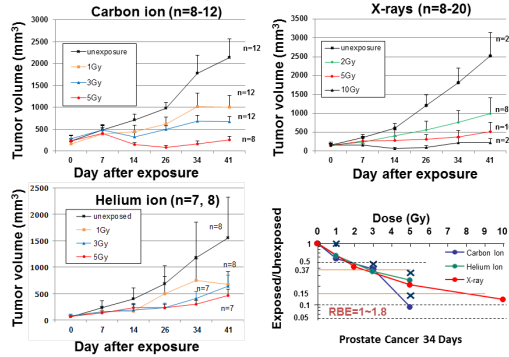 Carbon ion (n=8-12)
Tumor volume (mm3)
2500
2000
1500
1000
500
0
unexposure
1Gy
3Gy
5Gy
n=12
n=12
n=12
n=8
0 7 14 26 34 41
Day after exposure
X-rays (n=8-20)
Tumor volume (mm3)
2500
2000
1500
1000
500
0
unexposure
2Gy
5Gy
10Gy
n=2
n=8
n=1
n=2
0 7 14 26 34 41
Day after exposure
Helium ion (n=7, 8)
Tumor volume (mm3)
2500
2000
1500
1000
500
0
unexposed
1Gy
3Gy
5Gy
n=8
n=8
n=7
n=7
0 7 14 26 34 41
Day after exposure
Dose (Gy)
0 1 2 3 4 5 6 7 8 9 10
Exposed/Unexposed
1
0.5
0.37
0.15
0.1
0.05
Carbon Ion
Helium Ion
X-ray
RBE=1~1.8
Prostate Cancer 34 Days